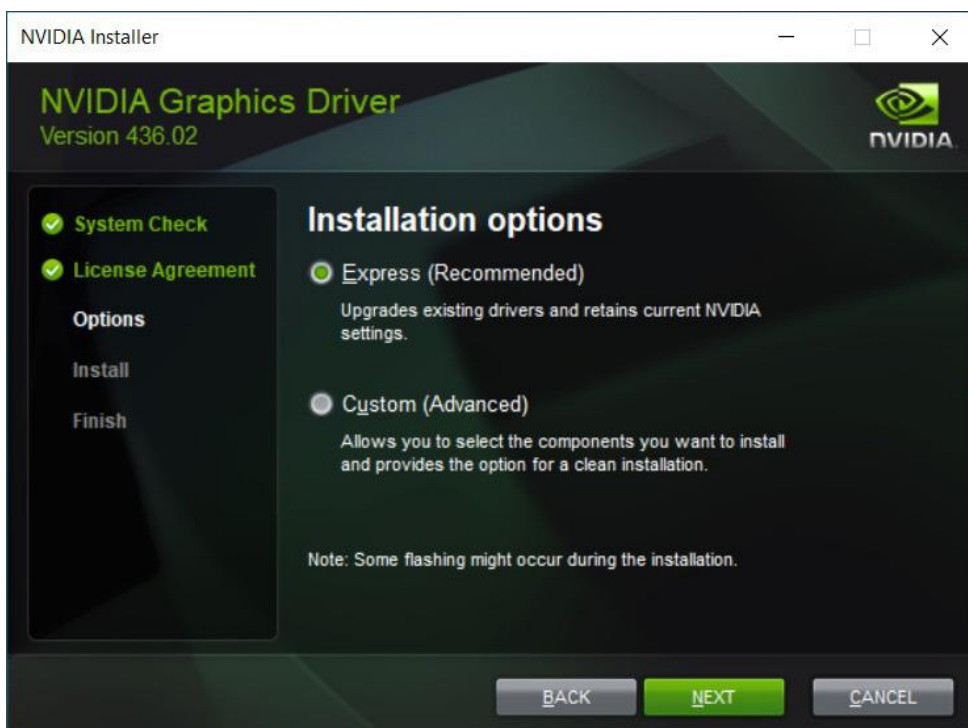 NVIDIA Installer
NVIDIA Graphics Driver
Version 436.02
NVIDIA.
System Check
License Agreement
Options
Install
Finish
Installation options
Express (Recommended)
Upgrades existing drivers and retains current NVIDIA
settings.
Custom (Advanced)
Allows you to select the components you want to install
and provides the option for a clean installation.
Note: Some flashing might occur during the installation.
BACK
NEXT
CANCEL